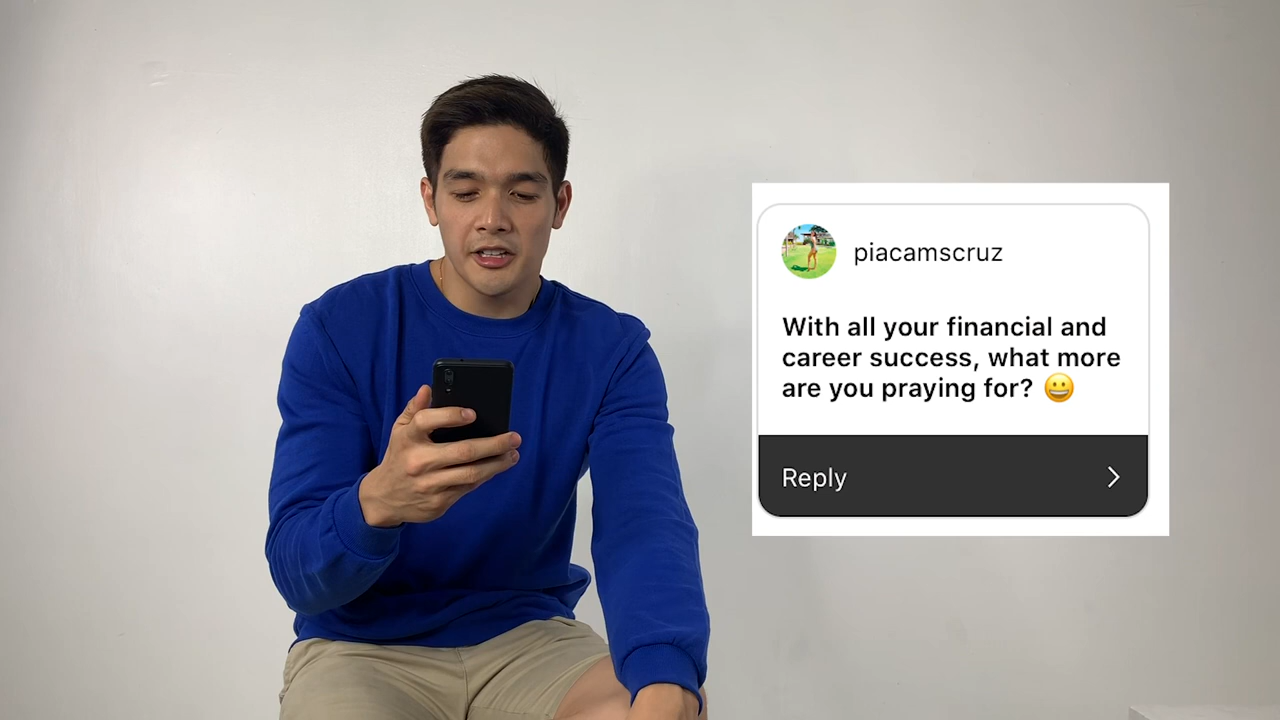 piacamscruz
With all your financial and
career success, what more
are you praying for? 😀
Reply